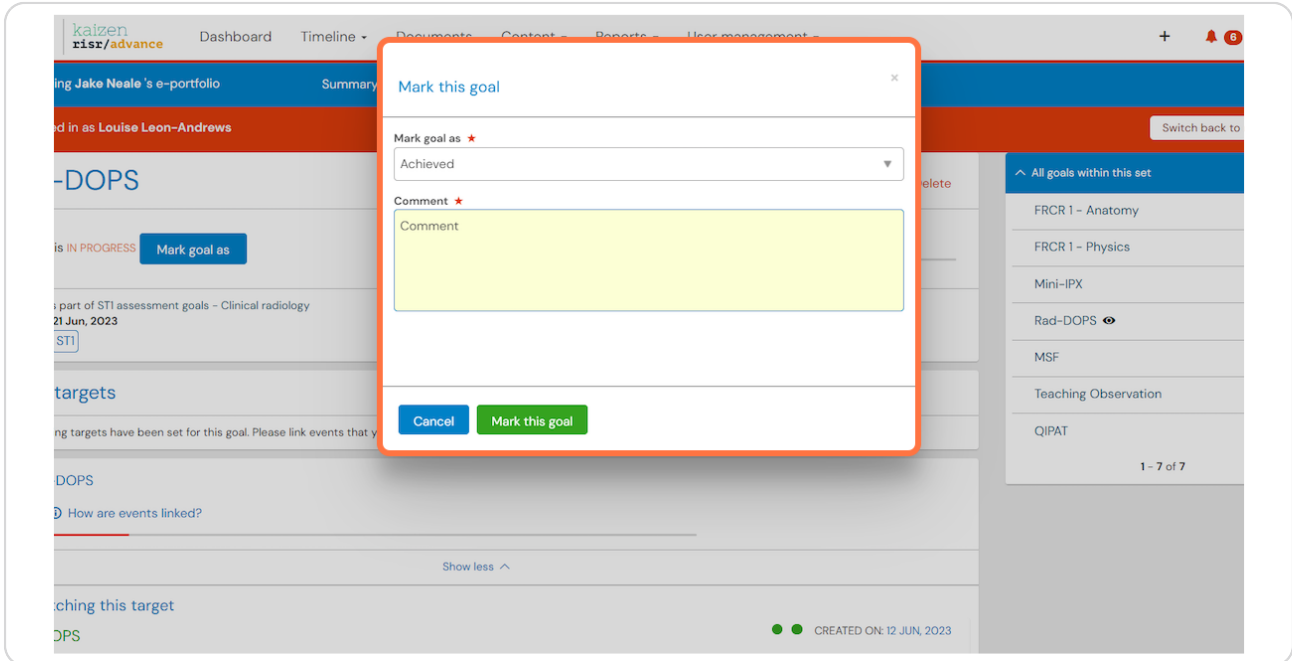 kaizen
risr/advance
Dashboard Timeline Documents Content Reports User management + 6
ing Jake Neale 's e-portfolio Summary
ed in as Louise Leon-Andrews Switch back to
Mark this goal ×
Mark goal as ★
Achieved
Comment ★
Comment
Cancel Mark this goal
-DOPS elete
is IN PROGRESS Mark goal as
s part of ST1 assessment goals - Clinical radiology
21 Jun, 2023
ST1
targets
ng targets have been set for this goal. Please link events that y
DOPS
How are events linked?
Show less
ching this target
OPS CREATED ON: 12 JUN, 2023
All goals within this set
FRCR 1 - Anatomy
FRCR 1 - Physics
Mini-IPX
Rad-DOPS
MSF
Teaching Observation
QIPAT
1 - 7 of 7